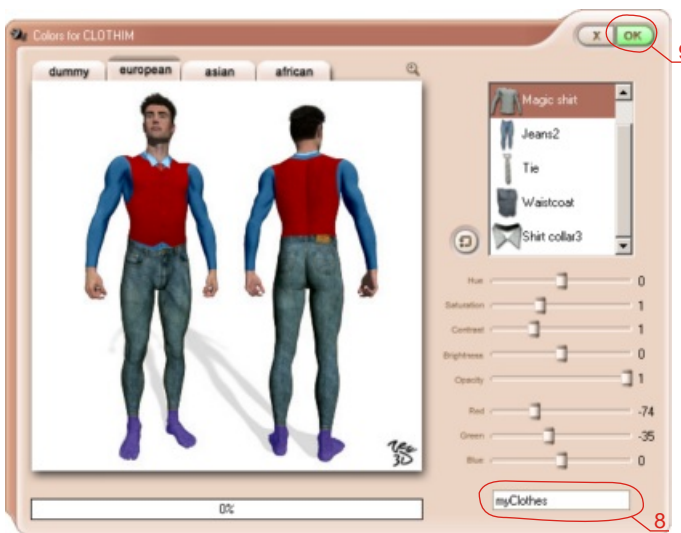 Colors for CLOTHIM
X OK
9
dummy european asian african
Magic shirt
Jeans2
Tie
Waistcoat
Shirt collar3
Hue 0
Saturation 1
Contrast 1
Brightness 0
Opacity 1
Red -74
Green -35
Blue 0
3D
0%
myClothes
8